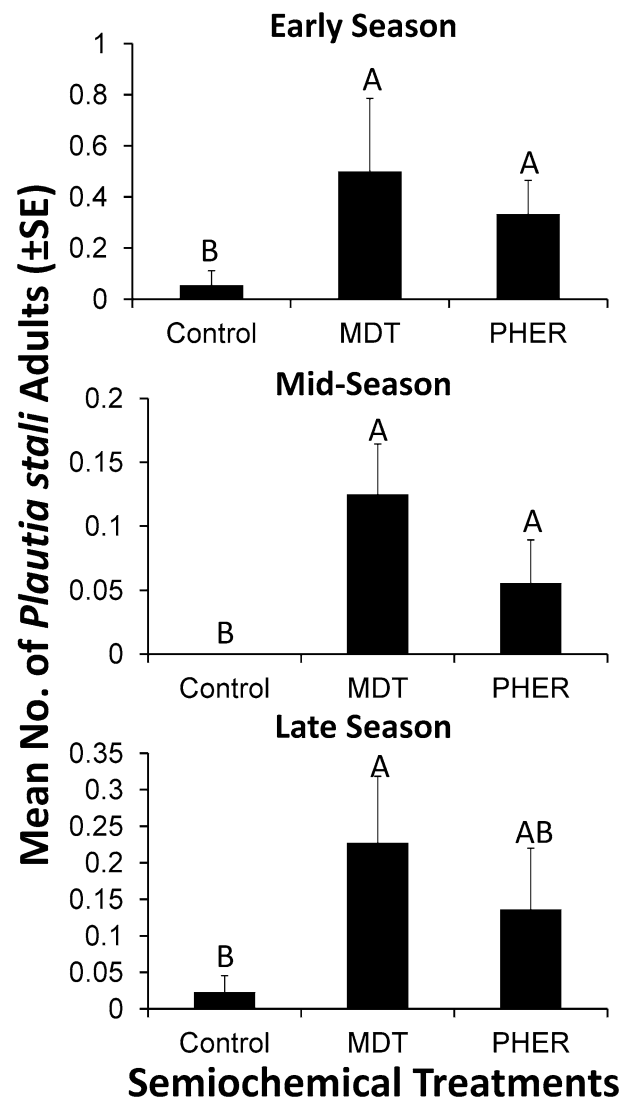 Mean No. of Plautia stali Adults (±SE)
Early Season
1
0.8
0.6
0.4
0.2
0
B
A
A
Control MDT PHER
Mid-Season
0.2
0.15
0.1
0.05
0
B
A
A
Control MDT PHER
Late Season
0.35
0.3
0.25
0.2
0.15
0.1
0.05
0
B
A
AB
Control MDT PHER
Semiochemical Treatments